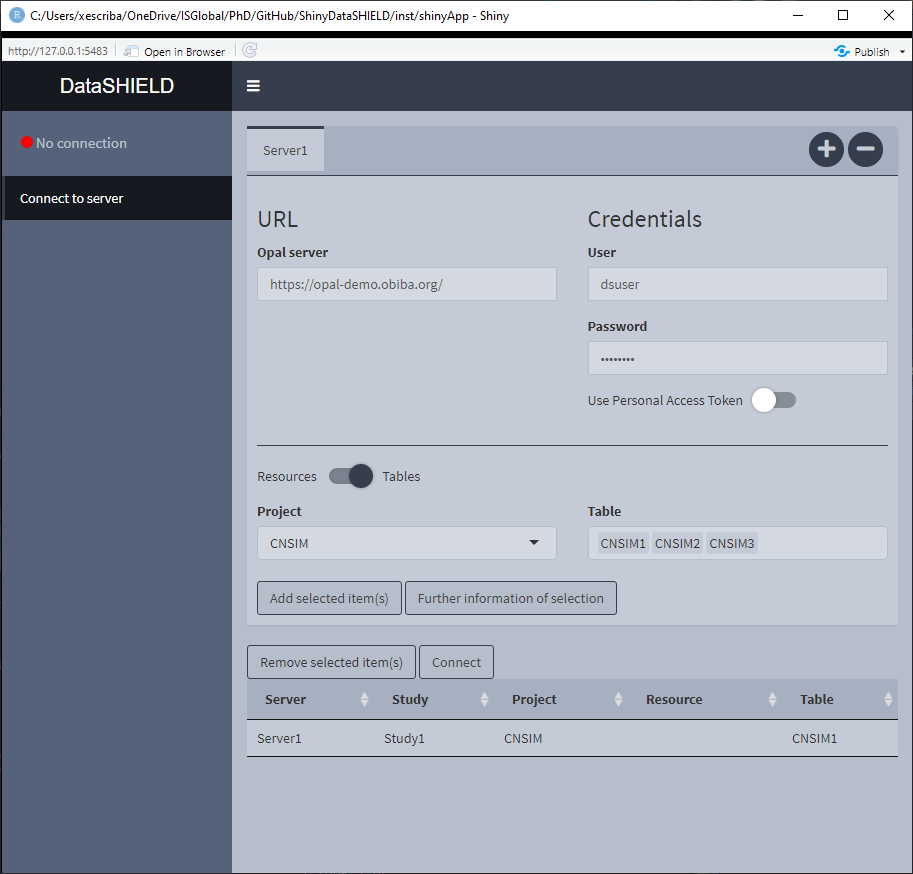 C:/Users/xescriba/OneDrive/ISGlobal/PhD/GitHub/ShinyDataSHIELD/inst/shinyApp - Shiny
http://127.0.0.1:5483 Open in Browser Publish
DataSHIELD
No connection
Connect to server
Server1
URL Credentials
Opal server User
https://opal-demo.obiba.org/ dsuser
Password
••••••••
Use Personal Access Token
Resources Tables
Project Table
CNSIM CNSIM1 CNSIM2 CNSIM3
Add selected item(s) Further information of selection
Remove selected item(s) Connect
Server Study Project Resource Table
Server1 Study1 CNSIM CNSIM1